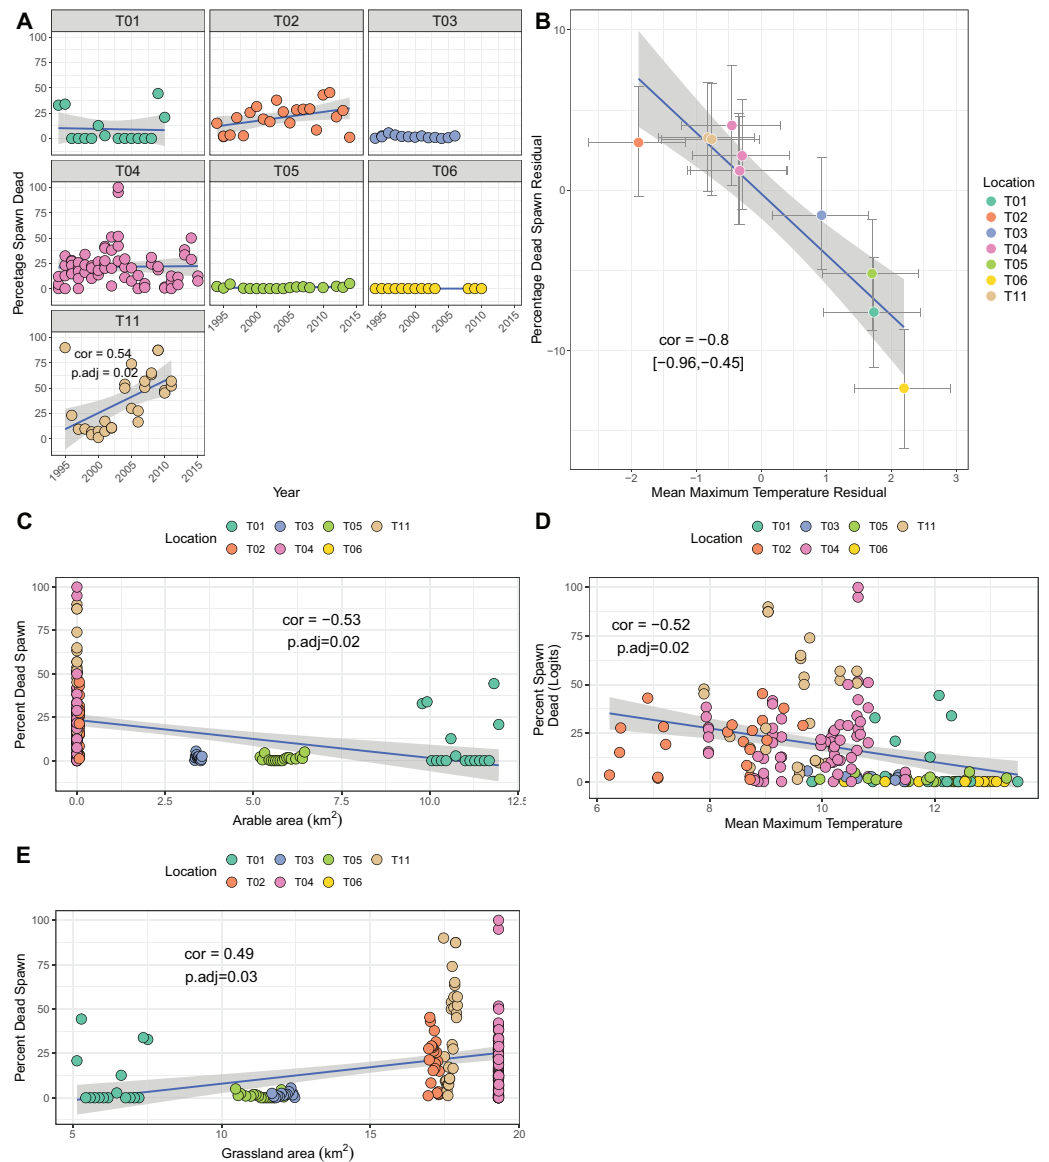 A
T01
T02
T03
100
75
50
25
0
T04
T05
T06
100
75
50
25
0
Percentage Spawn Dead
T11
1995
2000
2005
2010
2015
1995
2000
2005
2010
2015
100
75
50
25
0
cor = 0.54
p.adj = 0.02
1995
2000
2005
2010
2015
Year
B
10
0
−10
Percentage Dead Spawn Residual
cor = −0.8
[−0.96,−0.45]
−2
−1
0
1
2
3
Mean Maximum Temperature Residual
Location
T01
T02
T03
T04
T05
T06
T11
C
Location
T01
T03
T05
T11
T02
T04
T06
100
75
50
25
0
Percent Dead Spawn
cor = −0.53
p.adj=0.02
0.0
2.5
5.0
7.5
10.0
12.5
Arable area (km²)
D
Location
T01
T03
T05
T11
T02
T04
T06
100
75
50
25
0
Percent Spawn
Dead (Logits)
cor = −0.52
p.adj=0.02
6
8
10
12
Mean Maximum Temperature
E
Location
T01
T03
T05
T11
T02
T04
T06
100
75
50
25
0
Percent Dead Spawn
cor = 0.49
p.adj=0.03
5
10
15
20
Grassland area (km²)